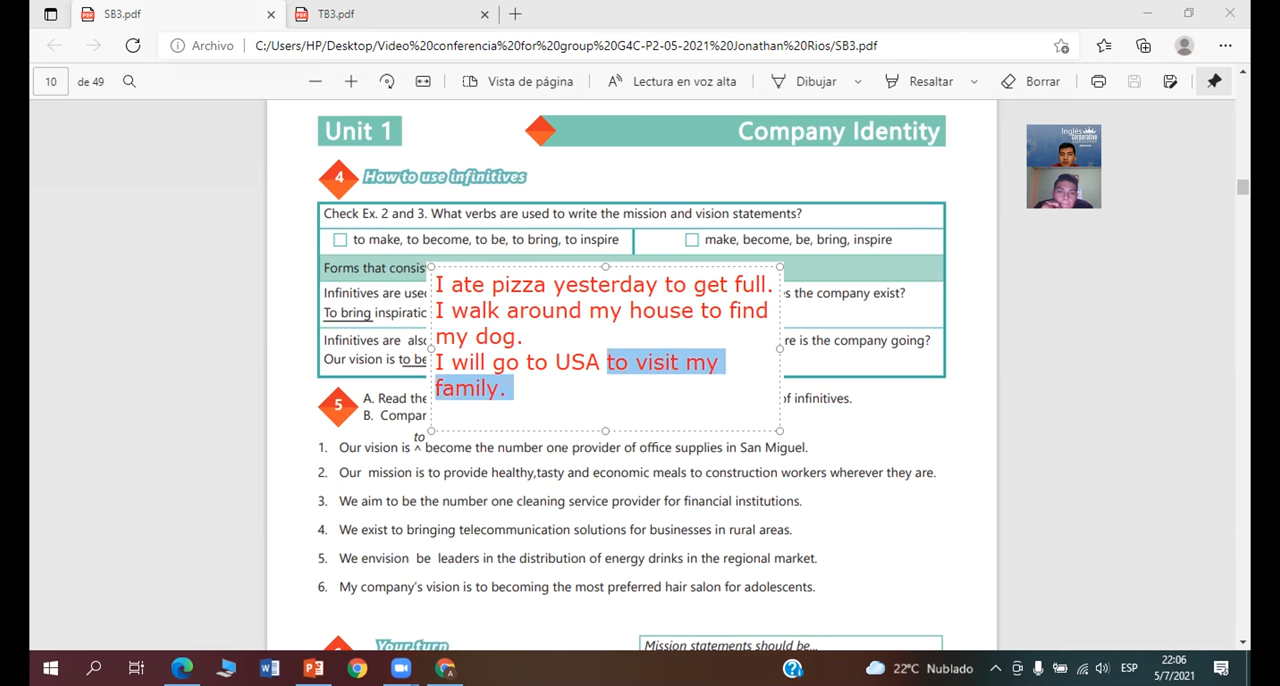 SB3.pdf
TB3.pdf
Archivo C:/Users/HP/Desktop/Video%20conferencia%20for%20group%20G4C-P2-05-2021%20Jonathan%20Rios/SB3.pdf
10 de 49 Vista de página Lectura en voz alta Dibujar Resaltar Borrar
Unit 1 Company Identity
4 How to use infinitives
Check Ex. 2 and 3. What verbs are used to write the mission and vision statements?
to make, to become, to be, to bring, to inspire make, become, be, bring, inspire
Forms that consis
Infinitives are used s the company exist?
To bring inspiratic
Infinitives are also re is the company going?
Our vision is to be
I ate pizza yesterday to get full.
I walk around my house to find
my dog.
I will go to USA to visit my
family.
5 A. Read the of infinitives.
B. Compar
to
1. Our vision is ^ become the number one provider of office supplies in San Miguel.
2. Our mission is to provide healthy,tasty and economic meals to construction workers wherever they are.
3. We aim to be the number one cleaning service provider for financial institutions.
4. We exist to bringing telecommunication solutions for businesses in rural areas.
5. We envision be leaders in the distribution of energy drinks in the regional market.
6. My company's vision is to becoming the most preferred hair salon for adolescents.
Your turn
Mission statements should be...
Inglés
Corporativo
22°C Nublado
ESP
22:06
5/7/2021